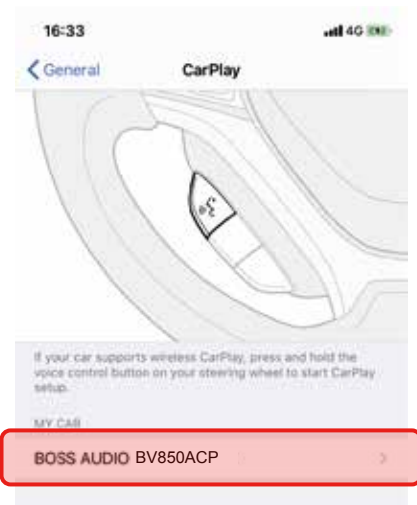 16:33 4G
General CarPlay
If your car supports wireless CarPlay, press and hold the
voice control button on your steering wheel to start CarPlay
setup.
MY CAR
BOSS AUDIO BV850ACP